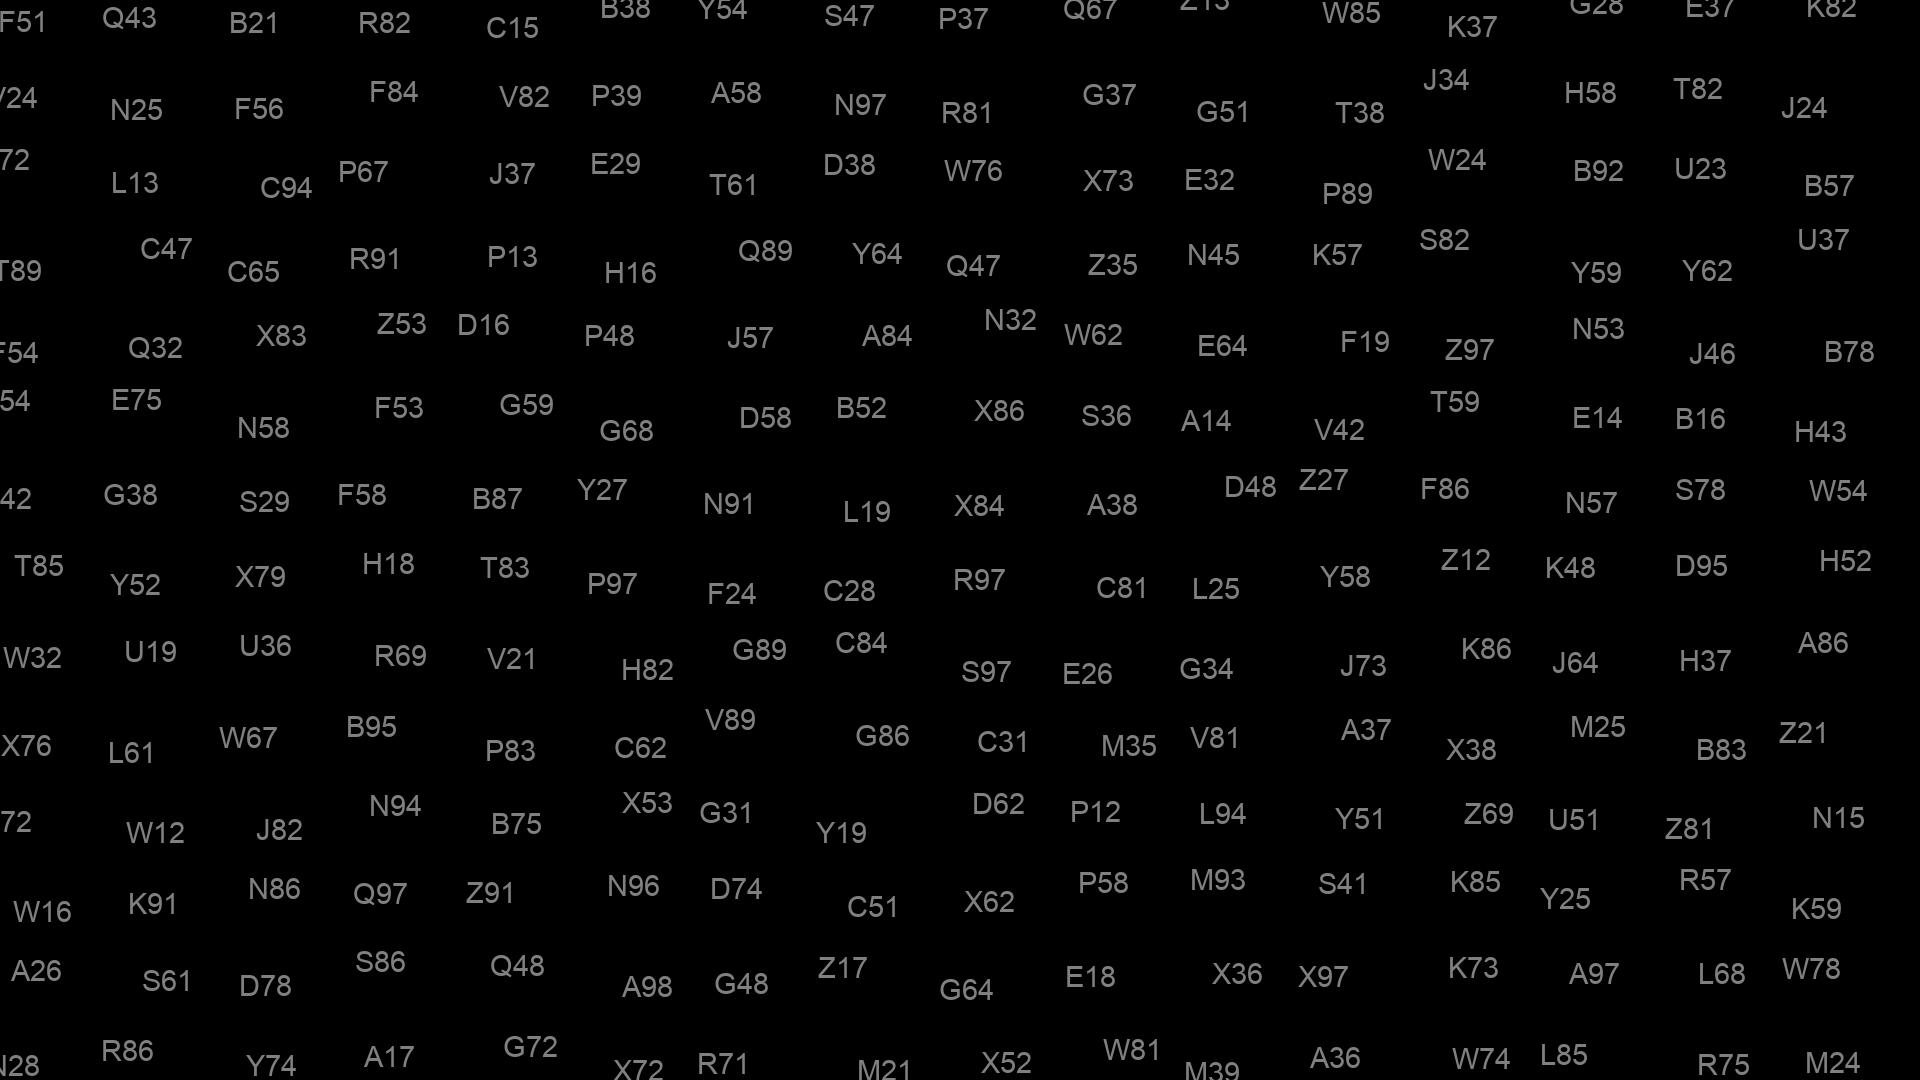 F51 Q43 B21 R82 C15 B38 Y54 S47 P37 Q67 Z13 W85 K37 G28 E37 K82
V24 N25 F56 F84 V82 P39 A58 N97 R81 G37 G51 T38 J34 H58 T82 J24
72 L13 C94 P67 J37 E29 T61 D38 W76 X73 E32 P89 W24 B92 U23 B57
T89 C47 C65 R91 P13 H16 Q89 Y64 Q47 Z35 N45 K57 S82 Y59 Y62 U37
F54 Q32 X83 Z53 D16 P48 J57 A84 N32 W62 E64 F19 Z97 N53 J46 B78
54 E75 N58 F53 G59 G68 D58 B52 X86 S36 A14 V42 T59 E14 B16 H43
42 G38 S29 F58 B87 Y27 N91 L19 X84 A38 D48 Z27 F86 N57 S78 W54
T85 Y52 X79 H18 T83 P97 F24 C28 R97 C81 L25 Y58 Z12 K48 D95 H52
W32 U19 U36 R69 V21 H82 G89 C84 S97 E26 G34 J73 K86 J64 H37 A86
X76 L61 W67 B95 P83 C62 V89 G86 C31 M35 V81 A37 X38 M25 B83 Z21
72 W12 J82 N94 B75 X53 G31 Y19 D62 P12 L94 Y51 Z69 U51 Z81 N15
W16 K91 N86 Q97 Z91 N96 D74 C51 X62 P58 M93 S41 K85 Y25 R57 K59
A26 S61 D78 S86 Q48 A98 G48 Z17 G64 E18 X36 X97 K73 A97 L68 W78
N28 R86 Y74 A17 G72 X72 R71 M21 X52 W81 M39 A36 W74 L85 R75 M24